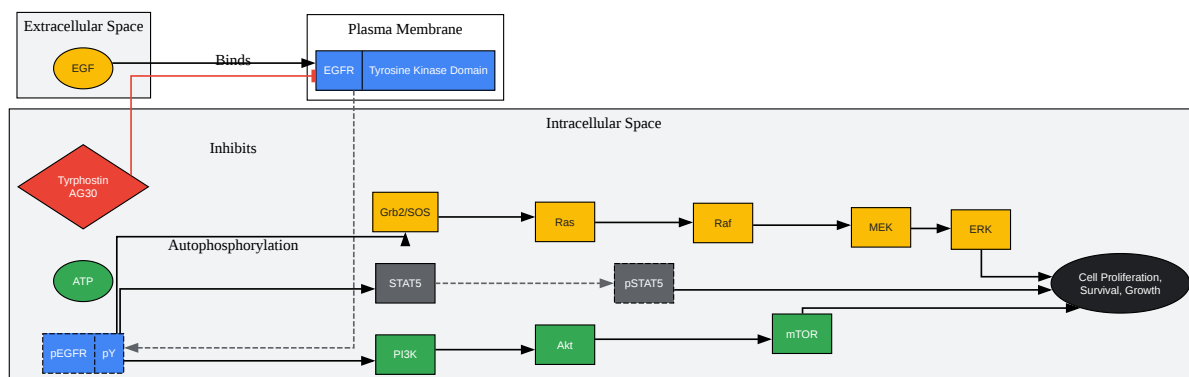 Extracellular Space
Plasma Membrane
EGF
Binds
EGFR
Tyrosine Kinase Domain
Intracellular Space
Inhibits
Tyrphostin
AG30
Grb2/SOS
Ras
Raf
MEK
ERK
Autophosphorylation
ATP
STAT5
pSTAT5
Cell Proliferation,
Survival, Growth
pEGFR
pY
PI3K
Akt
mTOR